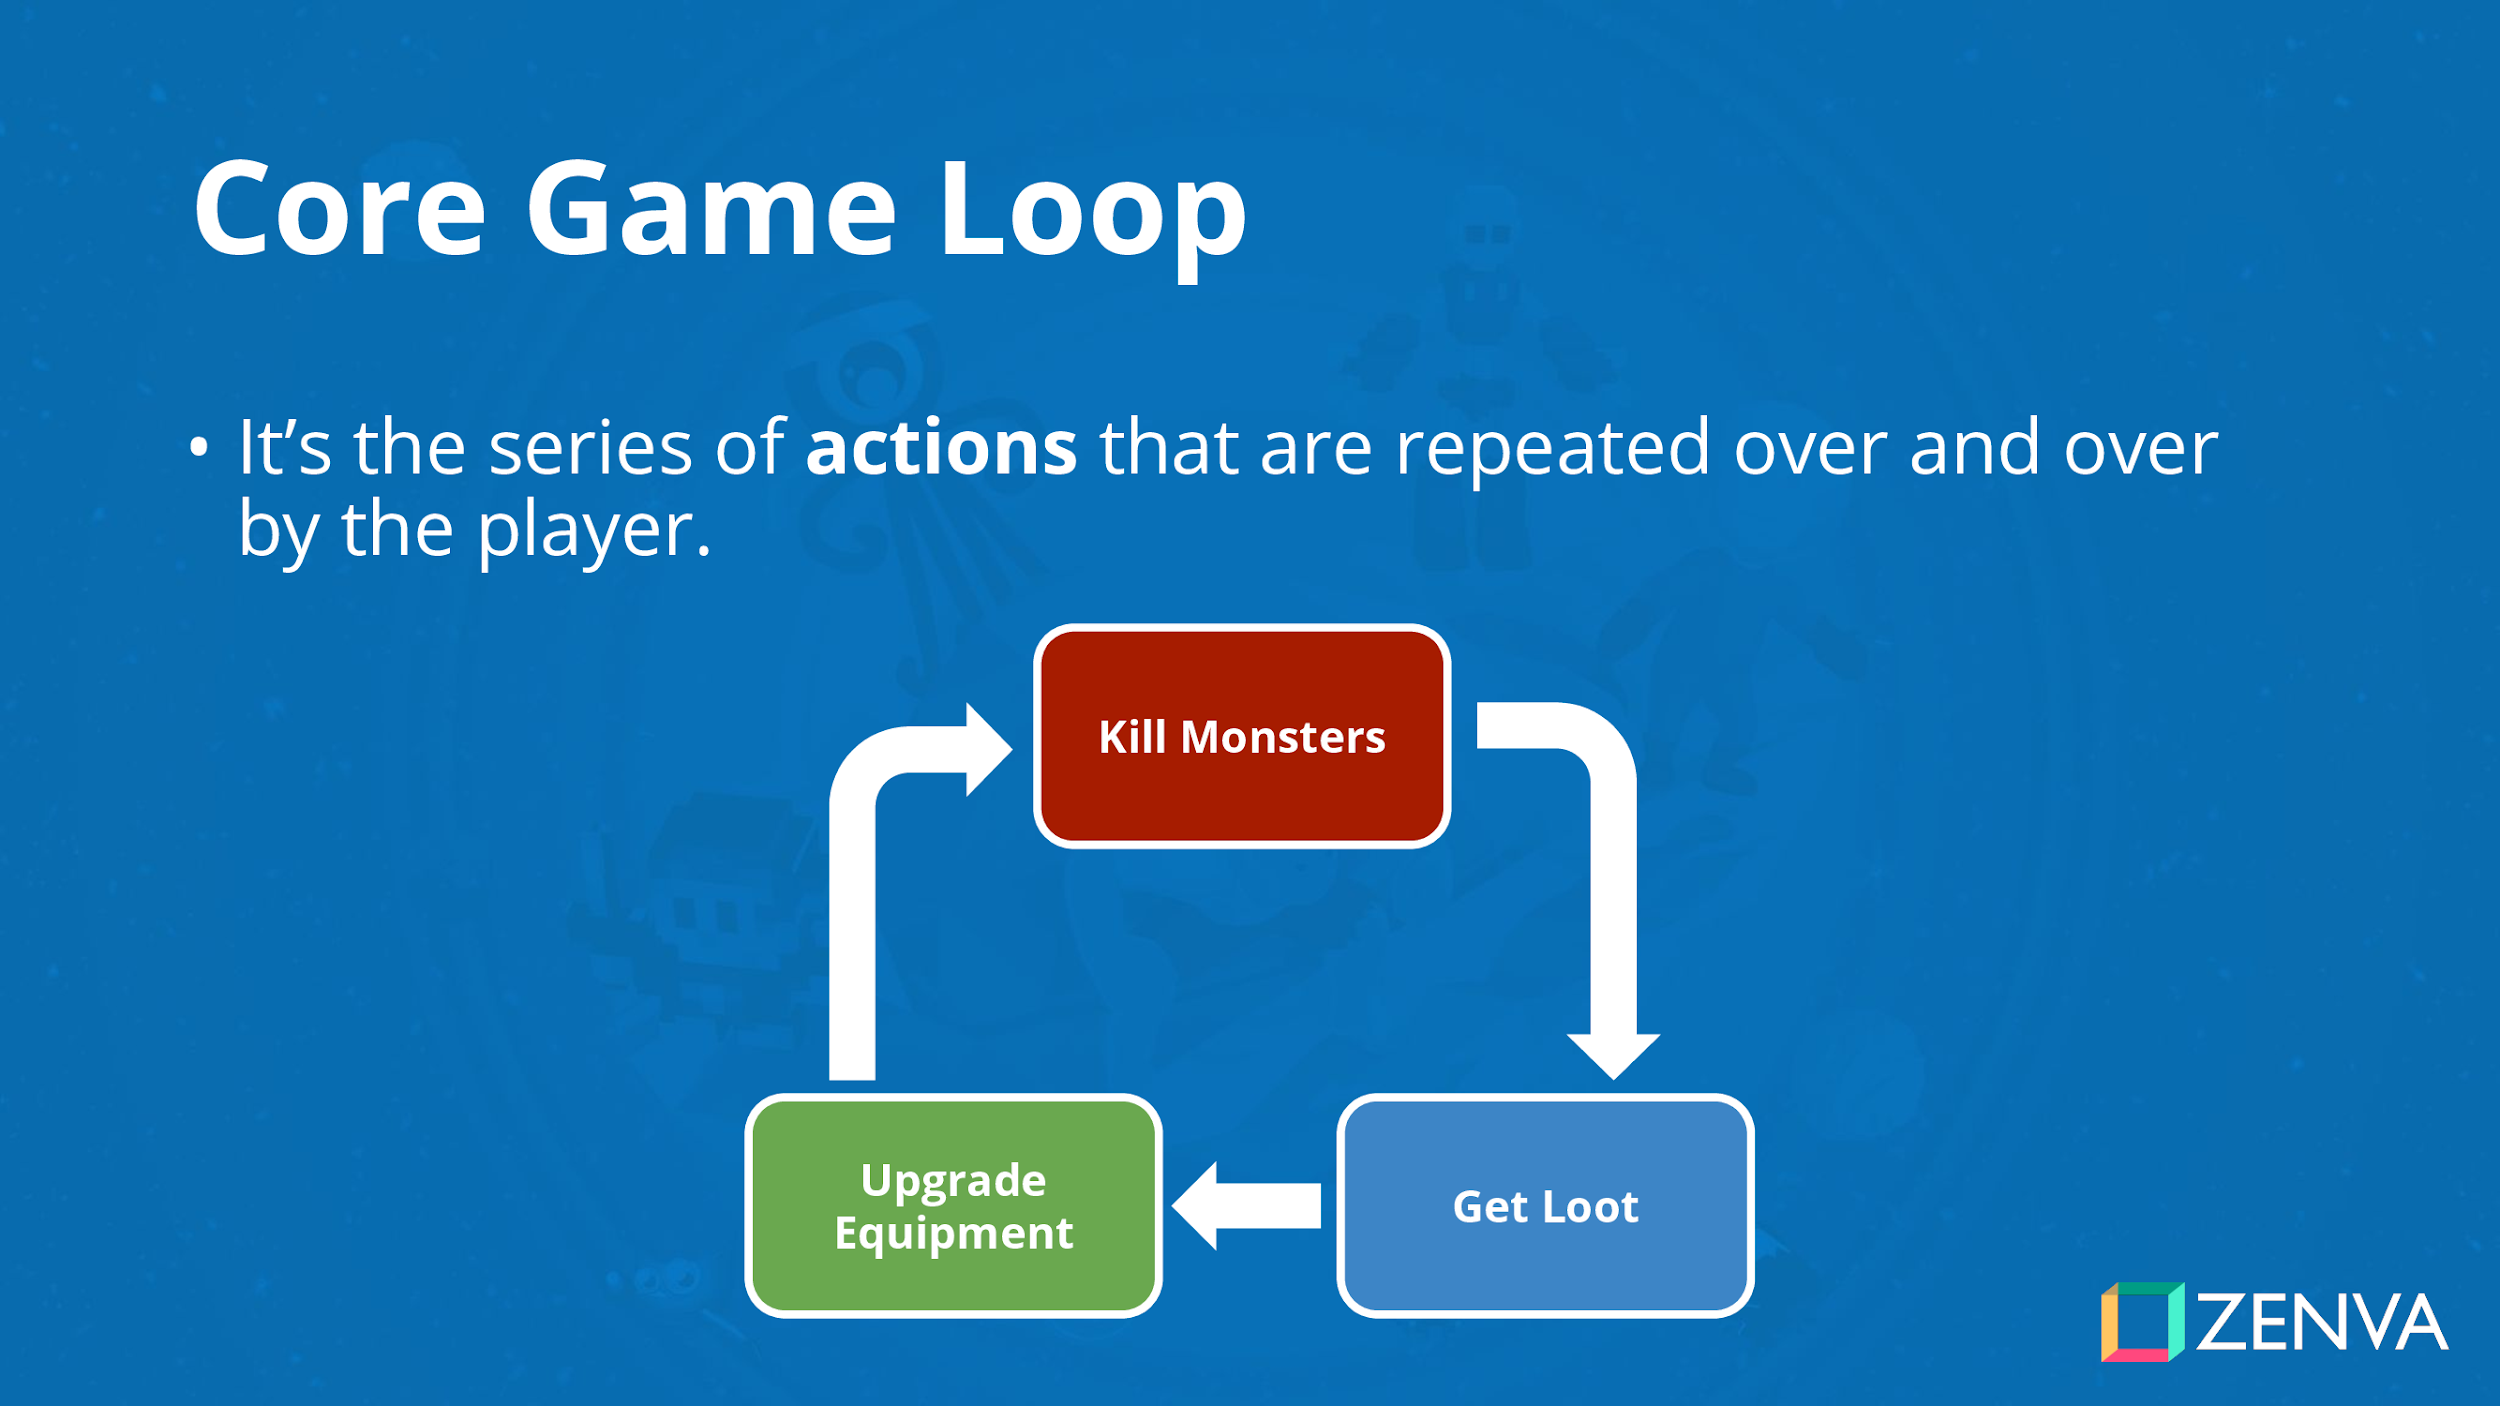 Core Game Loop
• It’s the series of actions that are repeated over and over
by the player.
Kill Monsters
Upgrade
Equipment
Get Loot
ZENVA